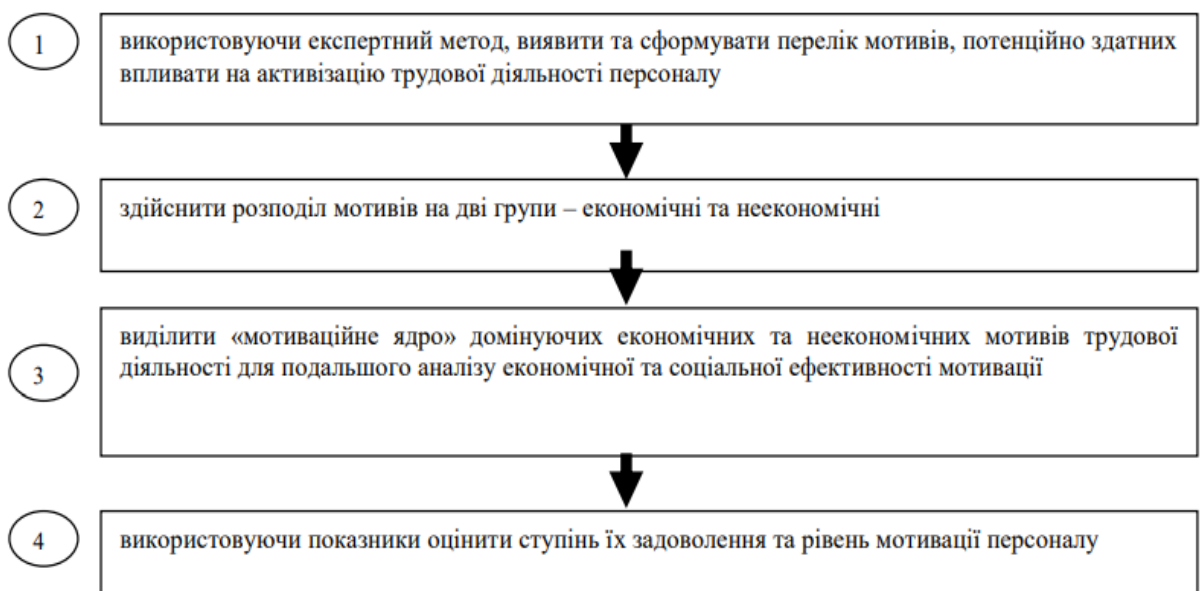 1
використовуючи експертний метод, виявити та сформувати перелік мотивів, потенційно здатних
впливати на активізацію трудової діяльності персоналу
2
здійснити розподіл мотивів на дві групи – економічні та неекономічні
3
виділити «мотиваційне ядро» домінуючих економічних та неекономічних мотивів трудової
діяльності для подальшого аналізу економічної та соціальної ефективності мотивації
4
використовуючи показники оцінити ступінь їх задоволення та рівень мотивації персоналу